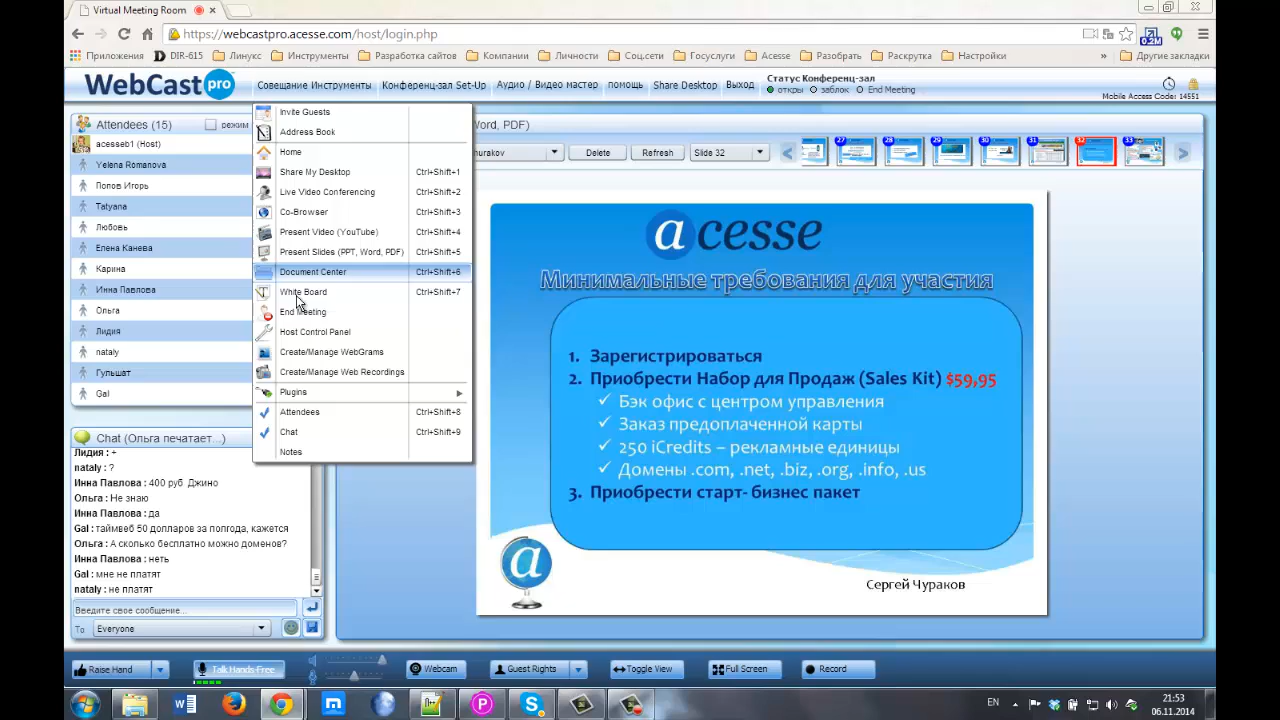 Virtual Meeting Room
https://webcastpro.acesse.com/host/login.php
Приложения DIR-615 Линукс Инструменты Разработка сайтов Компании Личности Соц.сети Госуслуги Acesse Разобрать Раскрутка Настройки » Другие закладки
WebCast pro
Совещание Инструменты Конференц-зал Set-Up Аудио / Видео мастер помощь Share Desktop Выход
Статус Конференц-зал
откры заблок End Meeting
Mobile Access Code: 14551
Attendees (15) режим
acesseb1 (Host)
Yelena Romanova
Попов Игорь
Tatyana
Любовь
Елена Канева
Карина
Инна Павлова
Ольга
Лидия
nataly
Гульшат
Gal
Invite Guests
Address Book
Home
Share My Desktop Ctrl+Shift+1
Live Video Conferencing Ctrl+Shift+2
Co-Browser Ctrl+Shift+3
Present Video (YouTube) Ctrl+Shift+4
Present Slides (PPT, Word, PDF) Ctrl+Shift+5
Document Center Ctrl+Shift+6
White Board Ctrl+Shift+7
End Meeting
Host Control Panel
Create/Manage WebGrams
Create/Manage Web Recordings
Plugins
Attendees Ctrl+Shift+8
Chat Ctrl+Shift+9
Notes
Word, PDF)
hurakov Delete Refresh Slide 32
27 28 29 30 31 32 33
acesse
Минимальные требования для участия
1. Зарегистрироваться
2. Приобрести Набор для Продаж (Sales Kit) $59,95
Бэк офис с центром управления
Заказ предоплаченной карты
250 iCredits – рекламные единицы
Домены .com, .net, .biz, .org, .info, .us
3. Приобрести старт- бизнес пакет
a
Сергей Чураков
Chat (Ольга печатает...)
Лидия : +
nataly : ?
Инна Павлова : 400 руб. Джино
Ольга : Не знаю
Инна Павлова : да
Gal : таймвеб 50 долларов за погода, кажется
Ольга : А сколько бесплатно можно доменов?
Инна Павлова : неть
Gal : мне не платят
nataly : не платят
Введите свое сообщение...
To Everyone
Raise Hand Talk Hands-Free Webcam Guest Rights Toggle View Full Screen Record
EN
21:53
06.11.2014